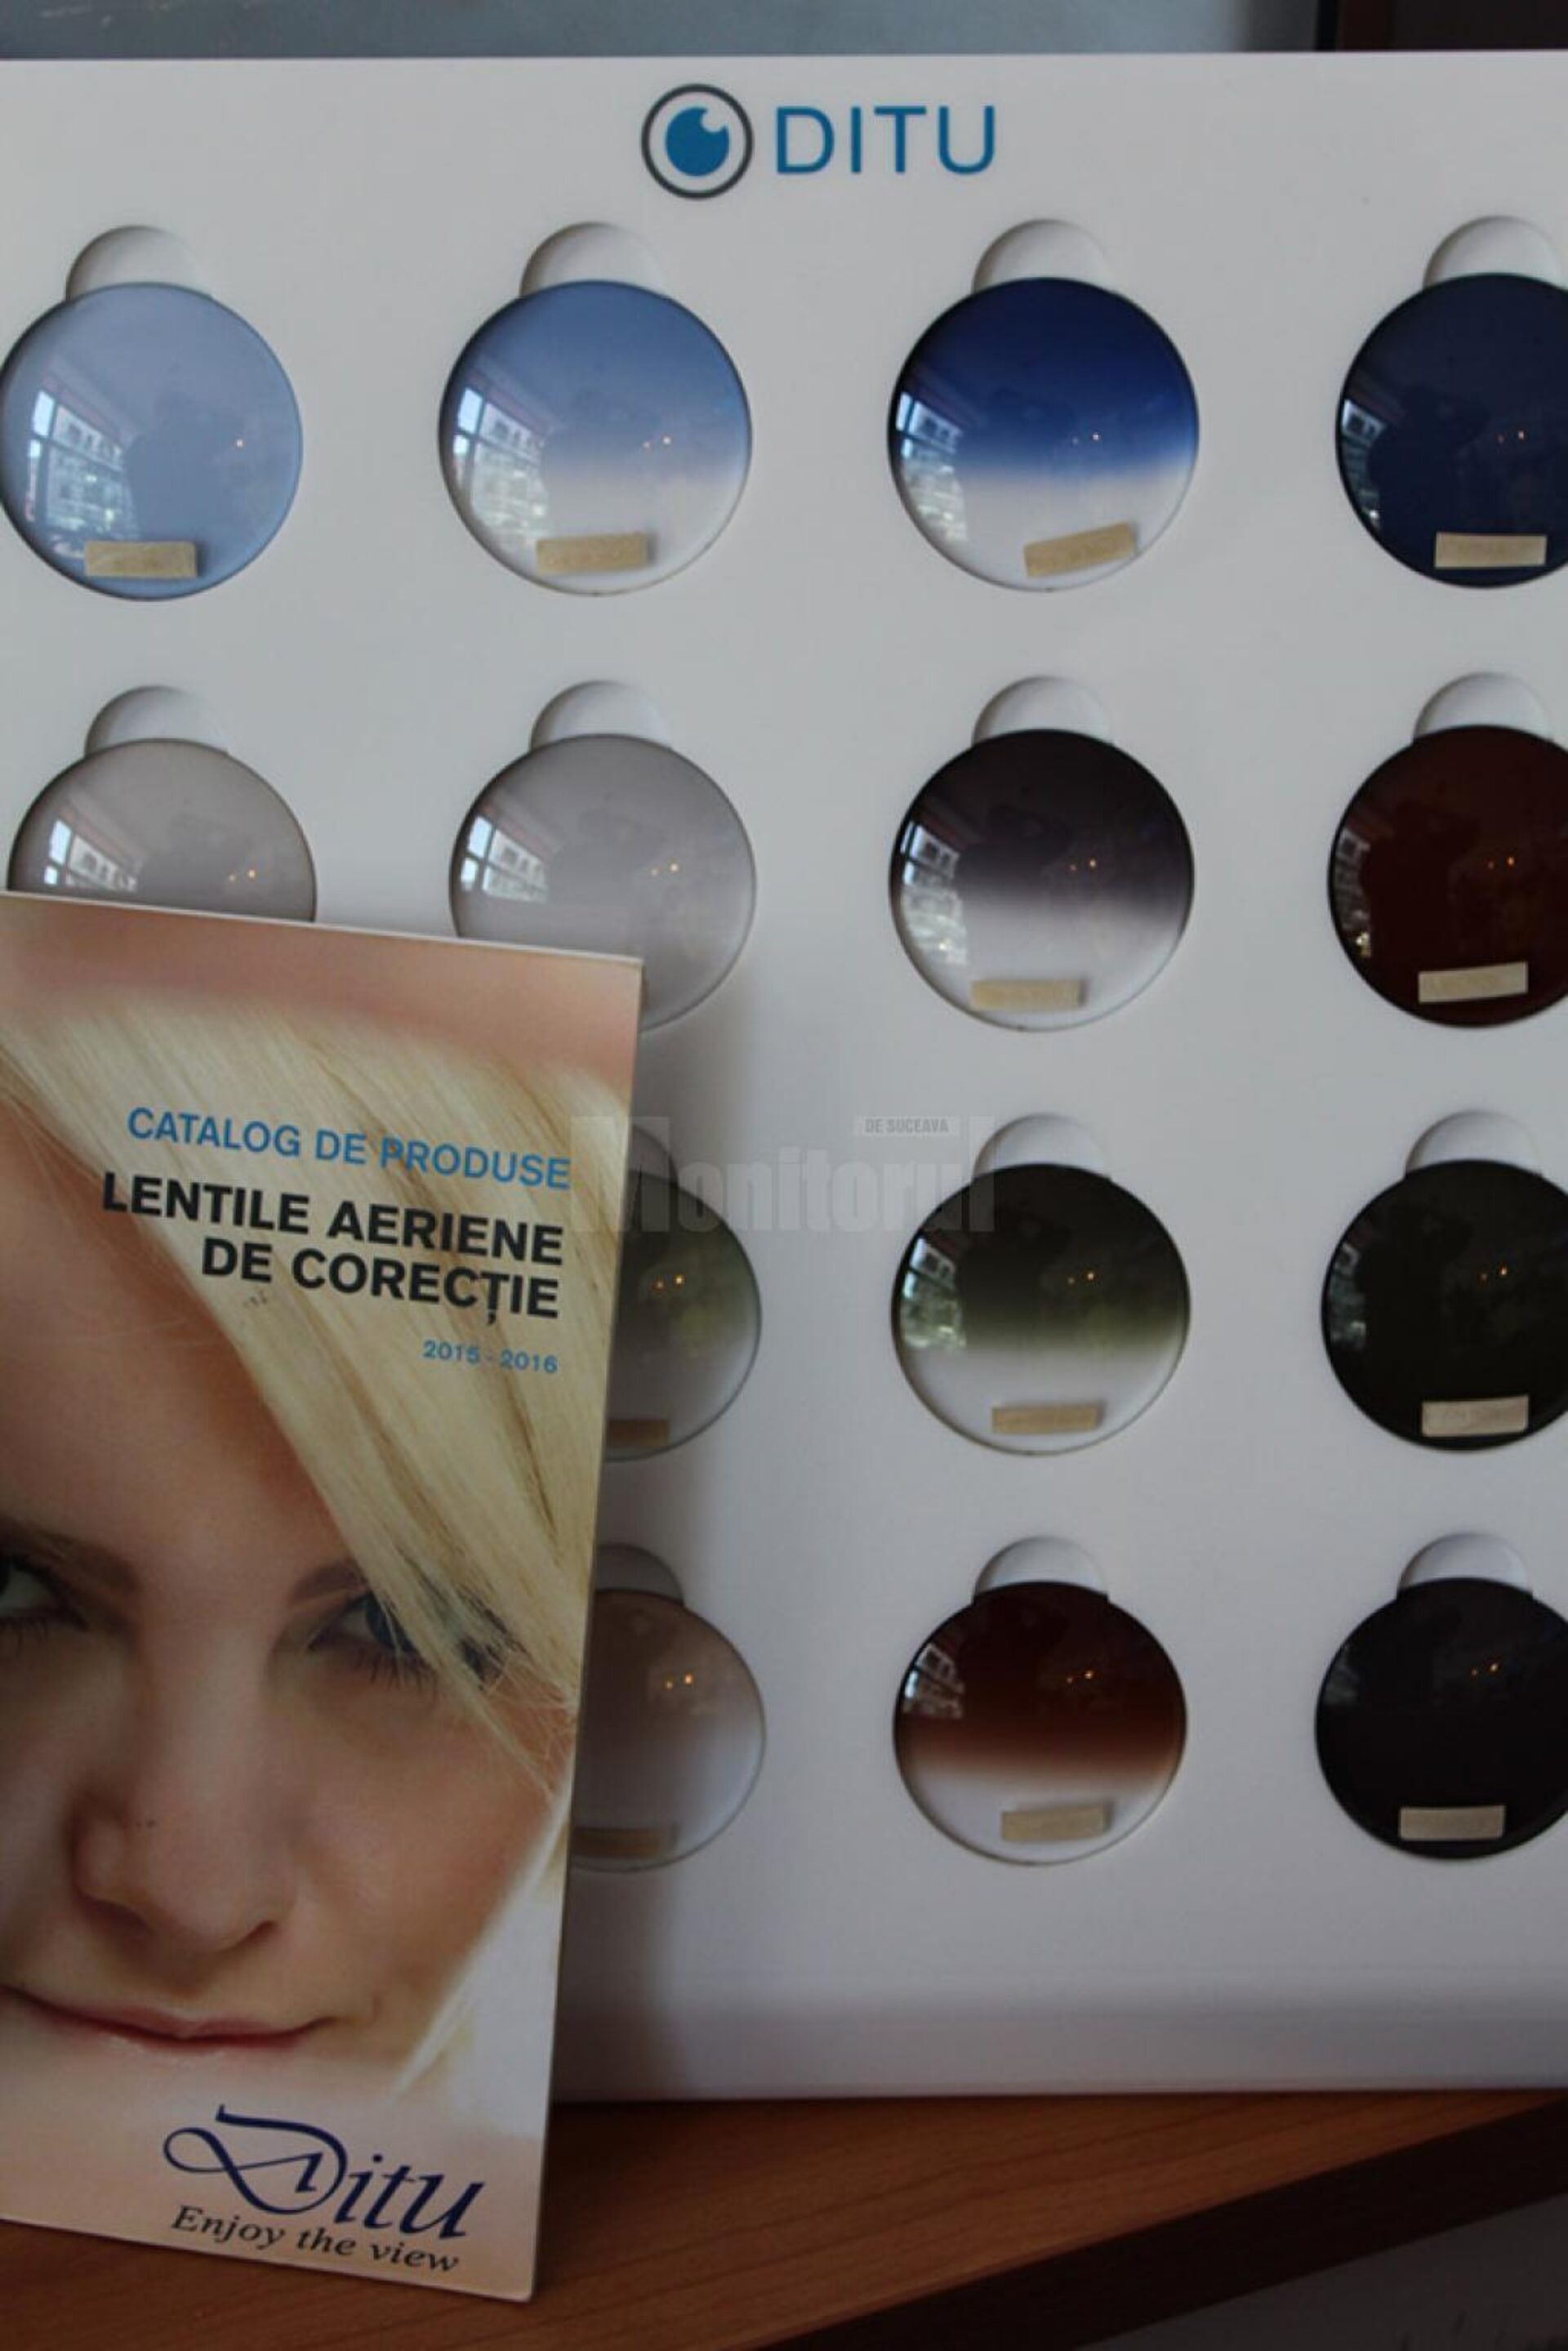 DITU
DE SUCEAVA
Monitorul
CATALOG DE PRODUSE
LENTILE AERIENE
DE CORECȚIE
2015 - 2016
Ditu
Enjoy the view